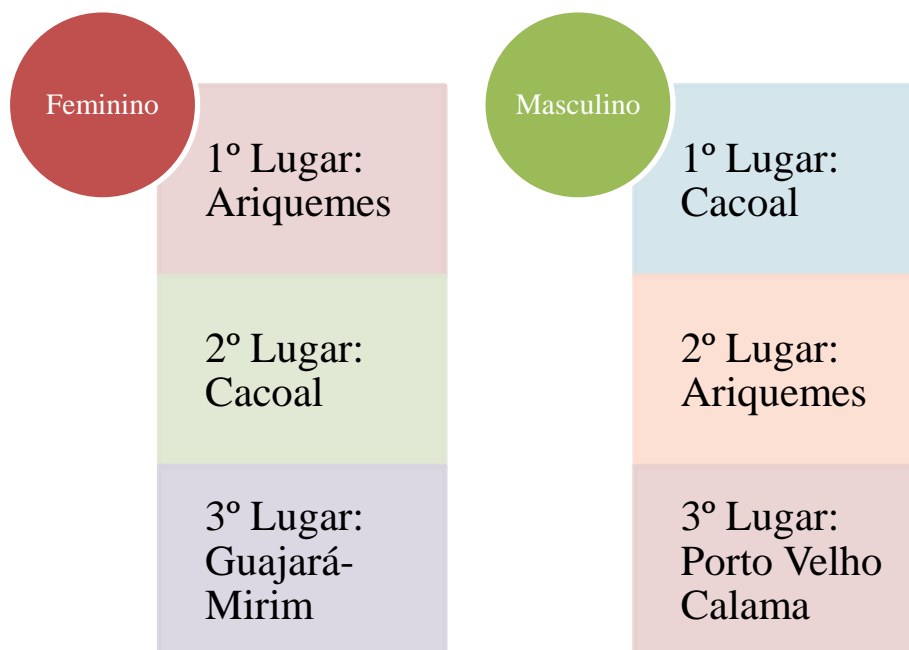 Feminino
1º Lugar:
Ariquemes
2º Lugar:
Cacoal
3º Lugar:
Guajará-
Mirim
Masculino
1º Lugar:
Cacoal
2º Lugar:
Ariquemes
3º Lugar:
Porto Velho
Calama